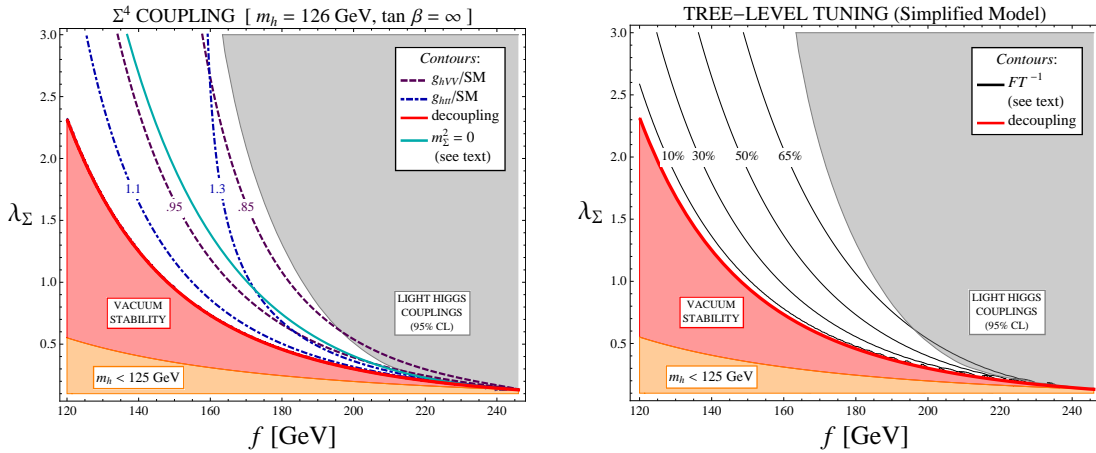 Σ⁴ COUPLING [ m_h = 126 GeV, tan β = ∞ ]
3.0
2.5
2.0
1.5
1.0
0.5
λ_Σ
Contours:
g_hVV/SM
g_htt/SM
decoupling
m²_Σ = 0
(see text)
1.1
.95
1.3
.85
VACUUM
STABILITY
LIGHT HIGGS
COUPLINGS
(95% CL)
m_h < 125 GeV
120 140 160 180 200 220 240
f [GeV]
TREE−LEVEL TUNING (Simplified Model)
3.0
2.5
2.0
1.5
1.0
0.5
λ_Σ
Contours:
FT⁻¹
(see text)
decoupling
10% 30% 50% 65%
VACUUM
STABILITY
LIGHT HIGGS
COUPLINGS
(95% CL)
m_h < 125 GeV
120 140 160 180 200 220 240
f [GeV]